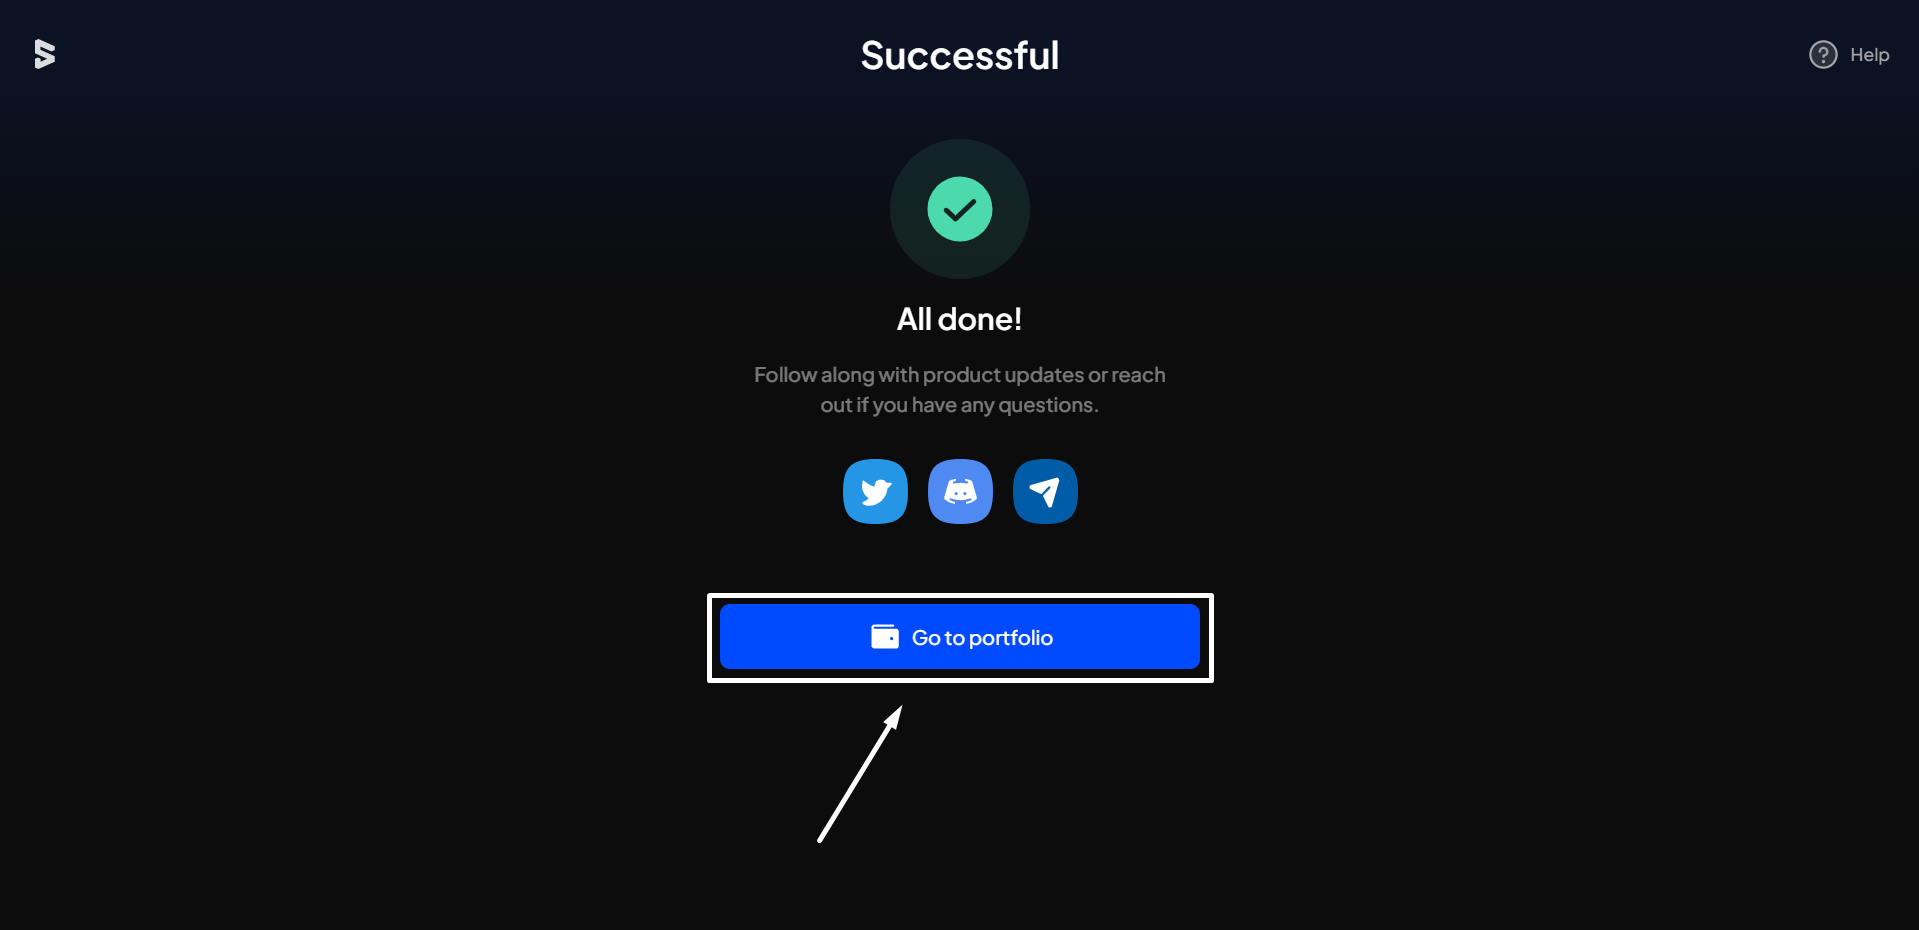 Successful
Help
All done!
Follow along with product updates or reach
out if you have any questions.
Go to portfolio